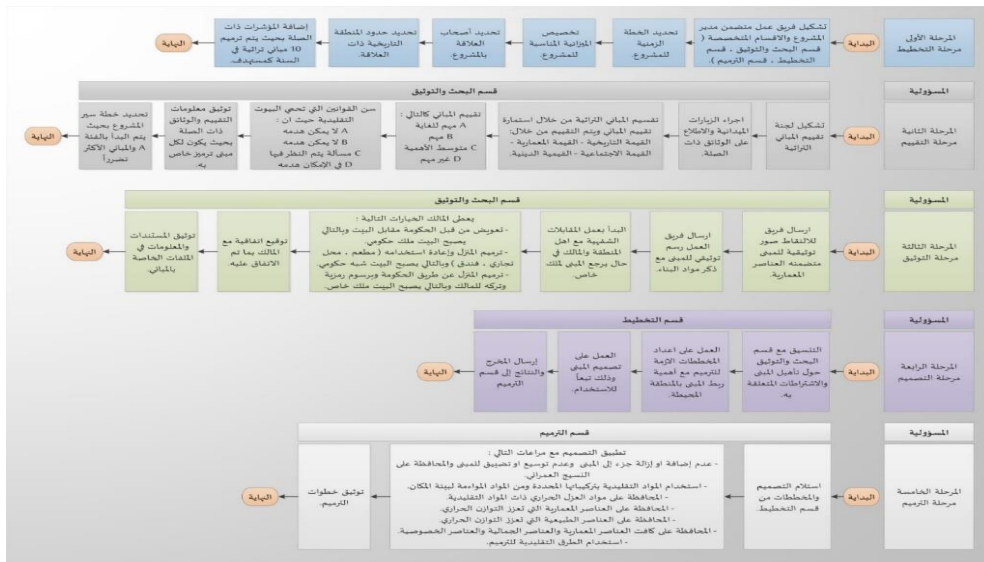 المرحلة الأولى
مرحلة التخطيط
البداية
تشكيل فريق عمل متضمن مدير
المشروع والاقسام المتخصصة (
قسم البحث والتوثيق ، قسم
التخطيط ، قسم الترميم ).
تحديد الخطة
الزمنية
للمشروع.
تخصيص
الميزانية المناسبة
للمشروع.
تحديد أصحاب
العلاقة
بالمشروع.
تحديد حدود المنطقة
التاريخية ذات
العلاقة.
إضافة المؤشرات ذات
الصلة بحيث يتم ترميم
10 مباني تراثية في
السنة كمستهدف.
النهاية
المسؤولية
قسم البحث والتوثيق
المرحلة الثانية
مرحلة التقييم
البداية
تشكيل لجنة
تقييم المباني
التراثية
اجراء الزيارات
الميدانية والاطلاع
على الوثائق ذات
الصلة.
تقسيم المباني التراثية من خلال استمارة
تقييم المباني ويتم التقييم من خلال:
القيمة التاريخية - القيمة المعمارية -
القيمة الاجتماعية - القيمية الدينية.
تقييم المباني كالتالي :
A مهم للغاية
B مهم
C متوسط الأهمية
D غير مهم
سن القوانين التي تحمي البيوت
التقليدية حيث ان :
A لا يمكن هدمه
B لا يمكن هدمه
C مسألة يتم النظر فيها
D في الإمكان هدمه
توثيق معلومات
التقييم والوثائق
ذات الصلة
بحيث يكون لكل
مبنى ترميز خاص
به.
تحديد خطة سير
المشروع بحيث
يتم البدأ بالفئة
A والمباني الأكثر
تضرراً
النهاية
المسؤولية
قسم البحث والتوثيق
المرحلة الثالثة
مرحلة التوثيق
البداية
ارسال فريق
للالتقاط صور
توثيقية للمبنى
متضمنه العناصر
المعمارية.
ارسال فريق
العمل رسم
توثيقي للمبنى مع
ذكر مواد البناء.
البدأ بعمل المقابلات
الشفهية مع اهل
المنطقة والمالك في
حال يرجع المبنى لملك
خاص.
يعطى المالك الخيارات التالية :
- تعويض من قبل الحكومة مقابل البيت وبالتالي
يصبح البيت ملك حكومي.
- ترميم المنزل وإعادة استخدامه ( مطعم ، محل
تجاري ، فندق ) وبالتالي يصبح البيت شبه حكومي.
- ترميم المنزل عن طريق الحكومة وبرسوم رمزية
وتركه للمالك وبالتالي يصبح البيت ملك خاص.
توقيع اتفاقية مع
المالك بما تم
الاتفاق عليه.
توثيق المستندات
والمعلومات في
الملفات الخاصة
بالمباني.
النهاية
المسؤولية
قسم التخطيط
المرحلة الرابعة
مرحلة التصميم
البداية
التنسيق مع قسم
البحث والتوثيق
حول تأهيل المبنى
والاشتراطات المتعلقة
به.
العمل على اعداد
المخططات الازمة
للترميم مع أهمية
ربط المبنى بالمنطقة
المحيطة.
العمل على
تصميم المبنى
وذلك تبعاً
للاستخدام.
إرسال المخرج
والنتائج إلى قسم
الترميم
النهاية
المسؤولية
قسم الترميم
المرحلة الخامسة
مرحلة الترميم
البداية
استلام التصميم
والمخططات من
قسم التخطيط.
تطبيق التصميم مع مراعات التالي :
- عدم إضافة او إزالة جزء إلى المبنى وعدم توسيع او تضييق للمبنى والمحافظة على
النسيج العمراني.
- استخدام المواد التقليدية بتركيباتها المحددة ومن المواد المواءمة لبيئة المكان.
- المحافظة على مواد العزل الحراري ذات المواد التقليدية.
- المحافظة على العناصر المعمارية التي تعزز التوازن الحراري.
- المحافظة على العناصر الطبيعية التي تعزز التوازن الحراري.
- المحافظة على كافت العناصر المعمارية والعناصر الجمالية والعناصر الخصوصية.
- استخدام الطرق التقليدية للترميم.
توثيق خطوات
الترميم.
النهاية